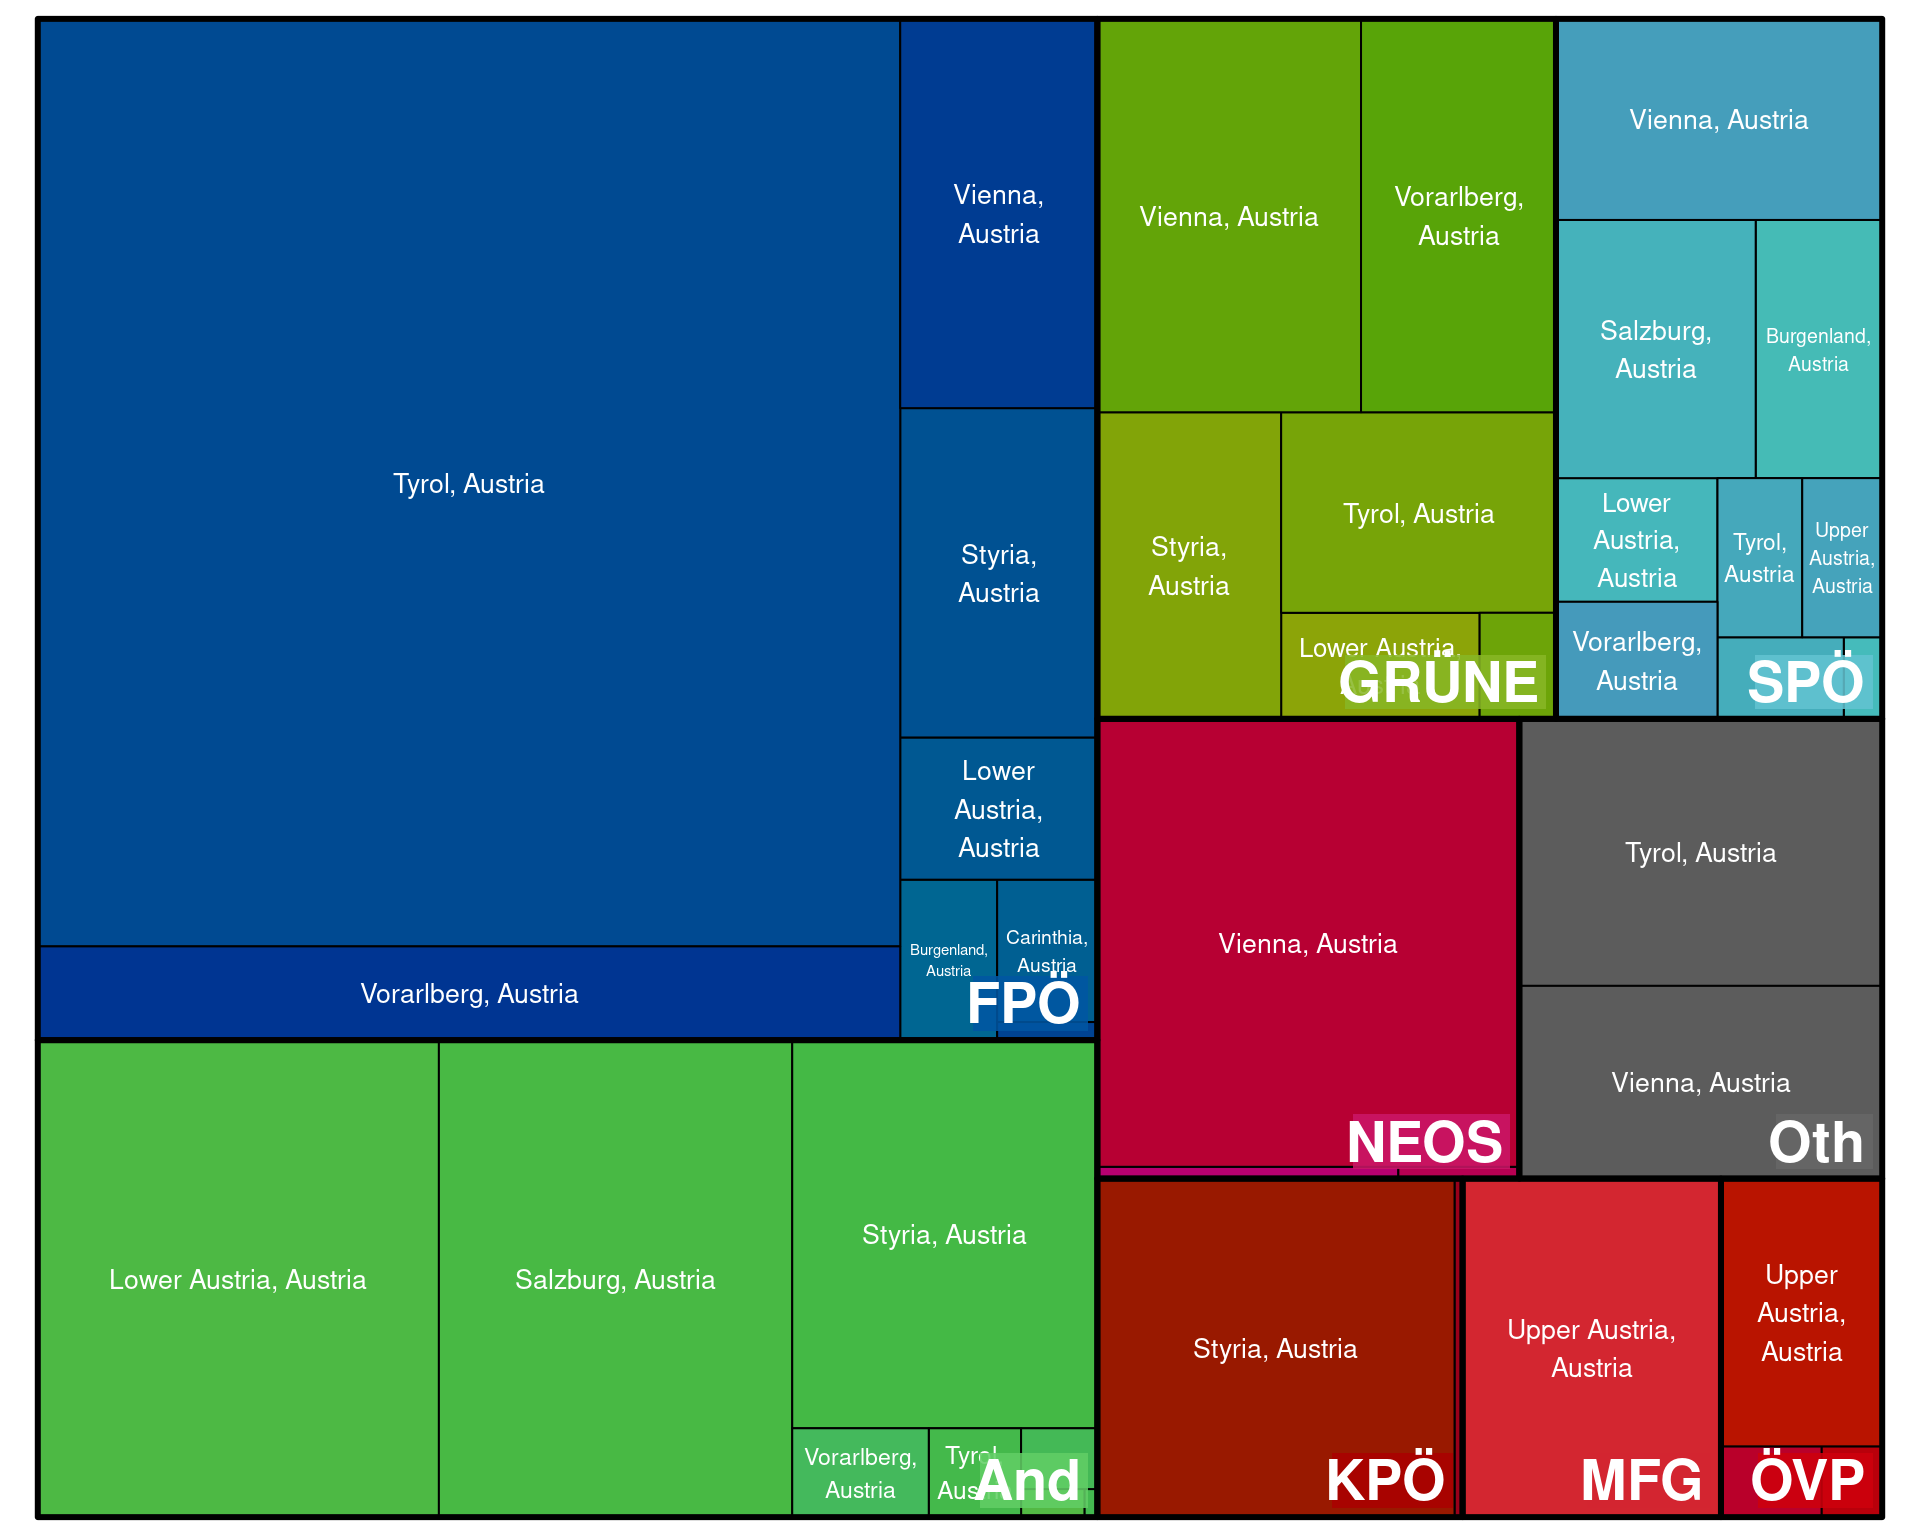 Tyrol, Austria
Vienna,
Austria
Styria,
Austria
Lower
Austria,
Austria
Burgenland,
Austria
Carinthia,
Austria
Vorarlberg, Austria
FPÖ
Vienna, Austria
Vorarlberg,
Austria
Styria,
Austria
Tyrol, Austria
Lower Austria,
GRÜNE
Vienna, Austria
Salzburg,
Austria
Burgenland,
Austria
Lower
Austria,
Austria
Tyrol,
Austria
Upper
Austria,
Austria
Vorarlberg,
Austria
SPÖ
Vienna, Austria
NEOS
Tyrol, Austria
Vienna, Austria
Oth
Lower Austria, Austria
Salzburg, Austria
Styria, Austria
Vorarlberg,
Austria
And
Styria, Austria
KPÖ
Upper Austria,
Austria
MFG
Upper
Austria,
Austria
ÖVP